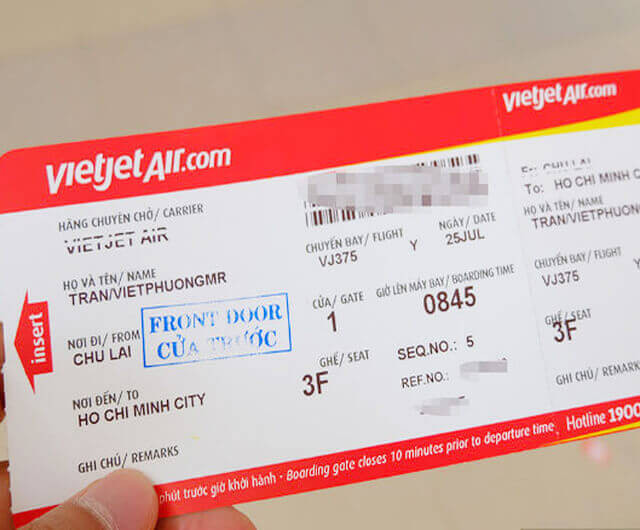 vietjetAir.com
HÃNG CHUYÊN CHỞ/ CARRIER
VIETJET AIR
HỌ VÀ TÊN/ NAME
TRAN/VIETPHUONGMR
NƠI ĐI/ FROM
CHU LAI
NƠI ĐẾN/ TO
HO CHI MINH CITY
GHI CHÚ/ REMARKS
insert
FRONT DOOR
CỬA TRƯỚC
CHUYẾN BAY/ FLIGHT
VJ375 Y
NGÀY/ DATE
25JUL
CỬA/ GATE
1
GIỜ LÊN MÁY BAY/ BOARDING TIME
0845
GHẾ/ SEAT
3F
SEQ.NO.: 5
REF.NO.:
phút trước giờ khởi hành - Boarding gate closes 10 minutes prior to departure time
vietjetAir.com
CHU LAI
To: HO CHI MINH C
HỌ VÀ TÊN/ NAME
TRAN/VIETPHUONG
CHUYẾN BAY/ FLIGHT
VJ375
GHẾ/ SEAT
3F
GHI CHÚ/ REMARKS
Hotline 1900